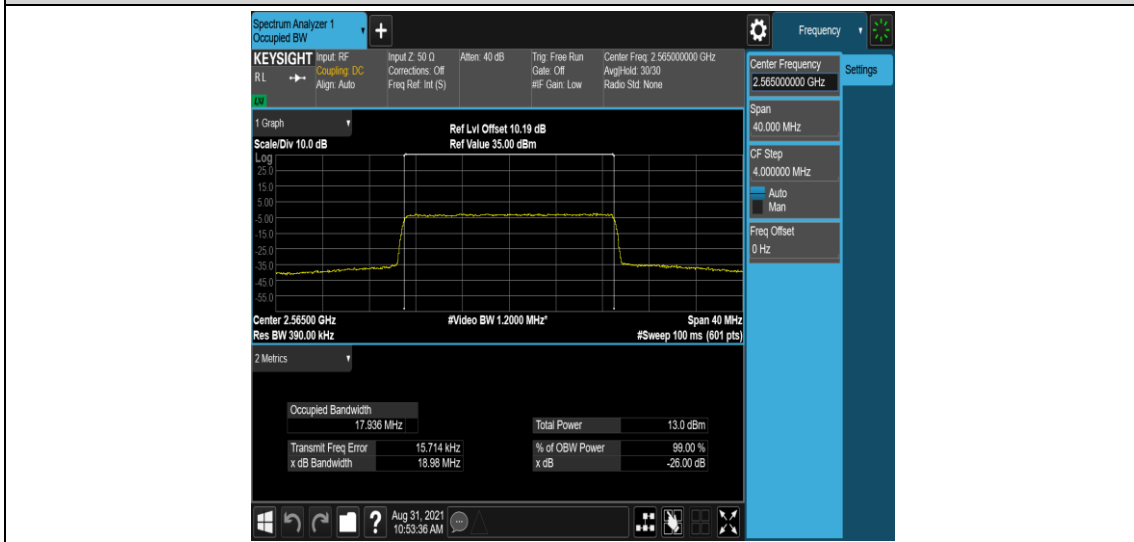 Spectrum Analyzer 1
Occupied BW
Frequency
KEYSIGHT
RL
LXI
Input: RF
Coupling: DC
Align: Auto
Input Z: 50 Ω
Corrections: Off
Freq Ref: Int (S)
Atten: 40 dB
Trig: Free Run
Gate: Off
#IF Gain: Low
Center Freq: 2.565000000 GHz
Avg|Hold: 30/30
Radio Std: None
Center Frequency
2.565000000 GHz
Settings
Span
40.000 MHz
CF Step
4.000000 MHz
Auto
Man
Freq Offset
0 Hz
1 Graph
Scale/Div 10.0 dB
Ref Lvl Offset 10.19 dB
Ref Value 35.00 dBm
Log
25.0
15.0
5.00
-5.00
-15.0
-25.0
-35.0
-45.0
-55.0
Center 2.56500 GHz
Res BW 390.00 kHz
#Video BW 1.2000 MHz*
Span 40 MHz
#Sweep 100 ms (601 pts)
2 Metrics
Occupied Bandwidth
17.936 MHz
Transmit Freq Error 15.714 kHz
x dB Bandwidth 18.98 MHz
Total Power 13.0 dBm
% of OBW Power 99.00 %
x dB -26.00 dB
?
Aug 31, 2021
10:53:36 AM